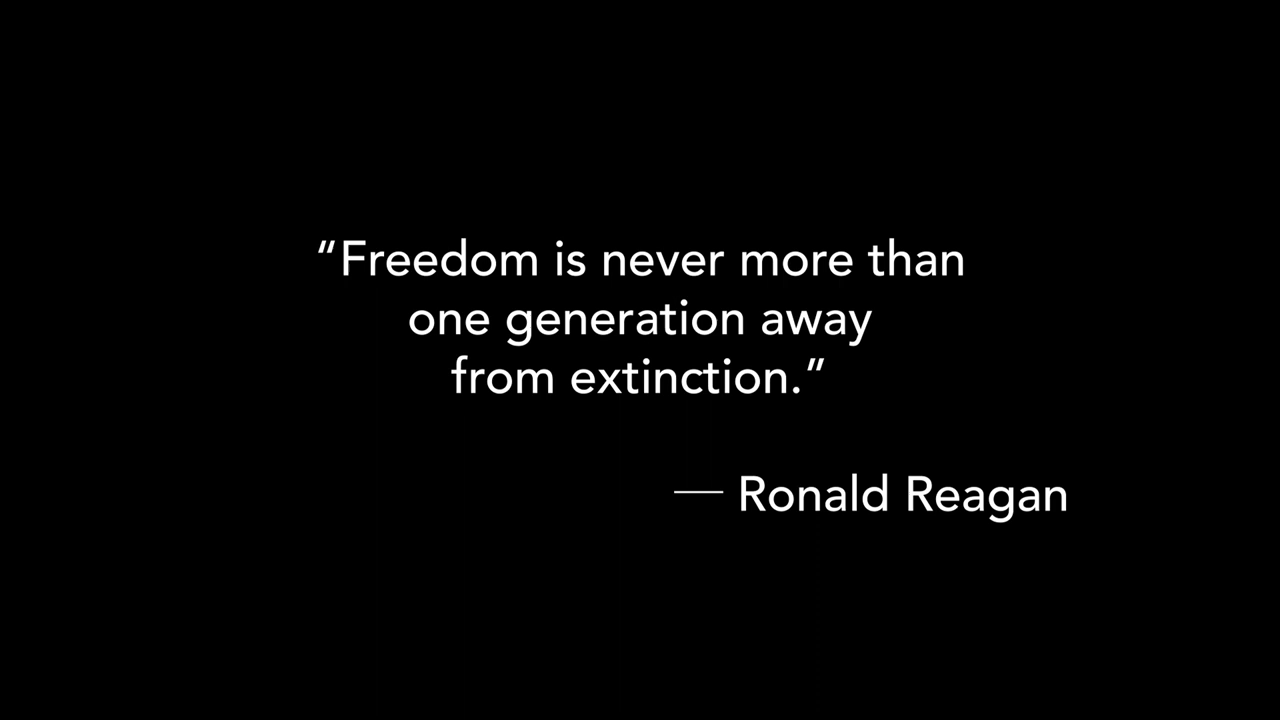 “Freedom is never more than
one generation away
from extinction.”
— Ronald Reagan